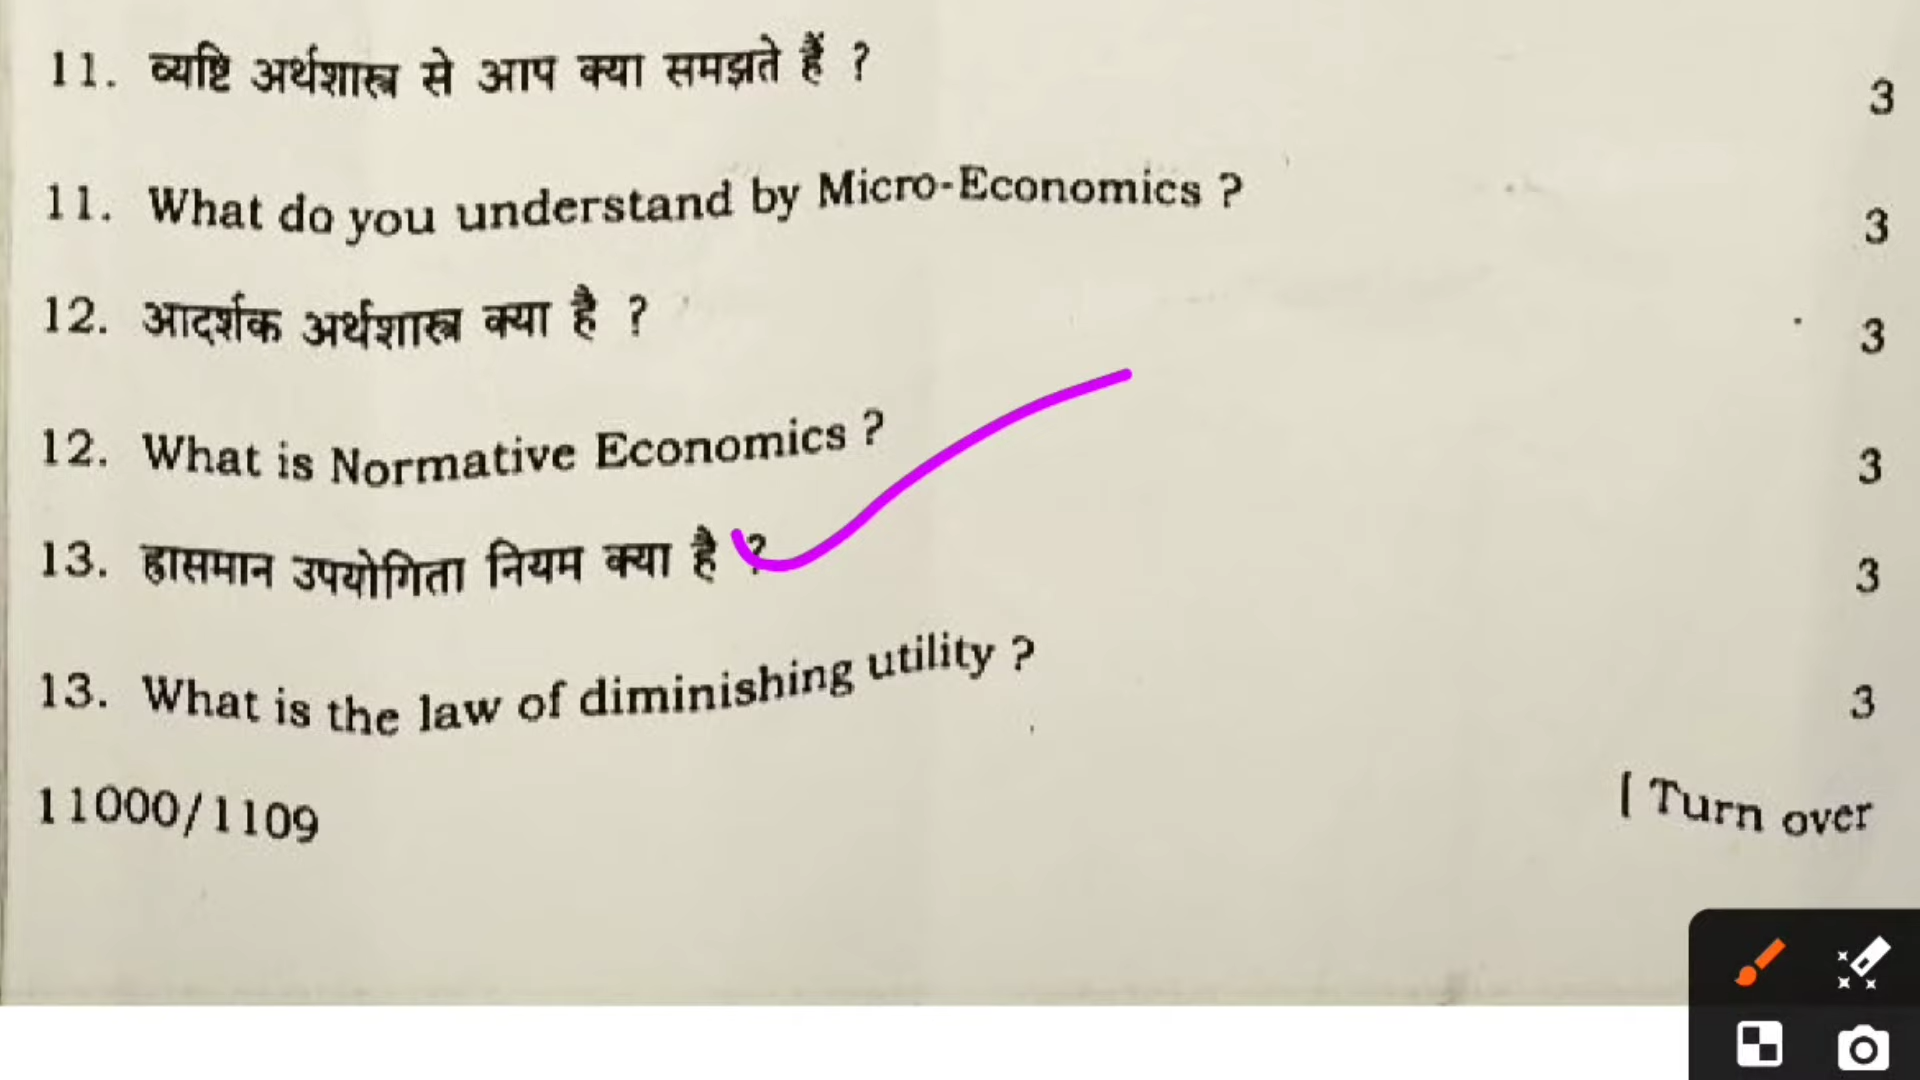 11. व्यष्टि अर्थशास्त्र से आप क्या समझते हैं ? 3
11. What do you understand by Micro-Economics ? 3
12. आदर्शक अर्थशास्त्र क्या है ? 3
12. What is Normative Economics ? 3
13. ह्रासमान उपयोगिता नियम क्या है ? 3
13. What is the law of diminishing utility ? 3
11000/1109 [ Turn over